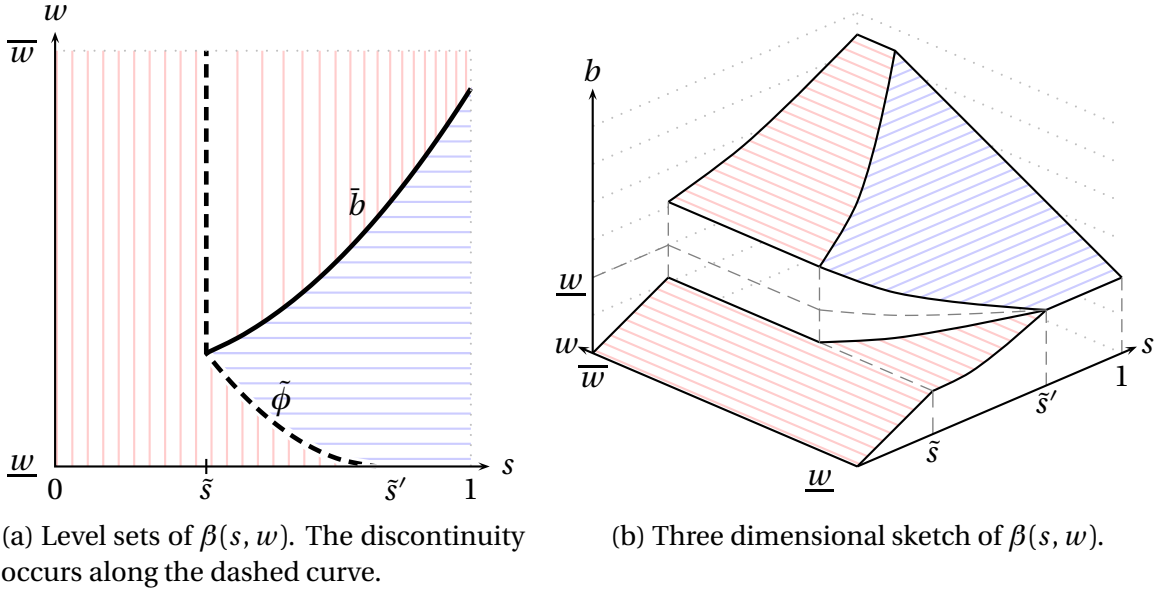 w
w̅
b̄
ϕ̃
w̲
0
s̃
s̃′
1
s
(a) Level sets of β(s, w). The discontinuity
occurs along the dashed curve.
b
w̲
w
w̅
s
1
s̃′
s̃
w̲
(b) Three dimensional sketch of β(s, w).